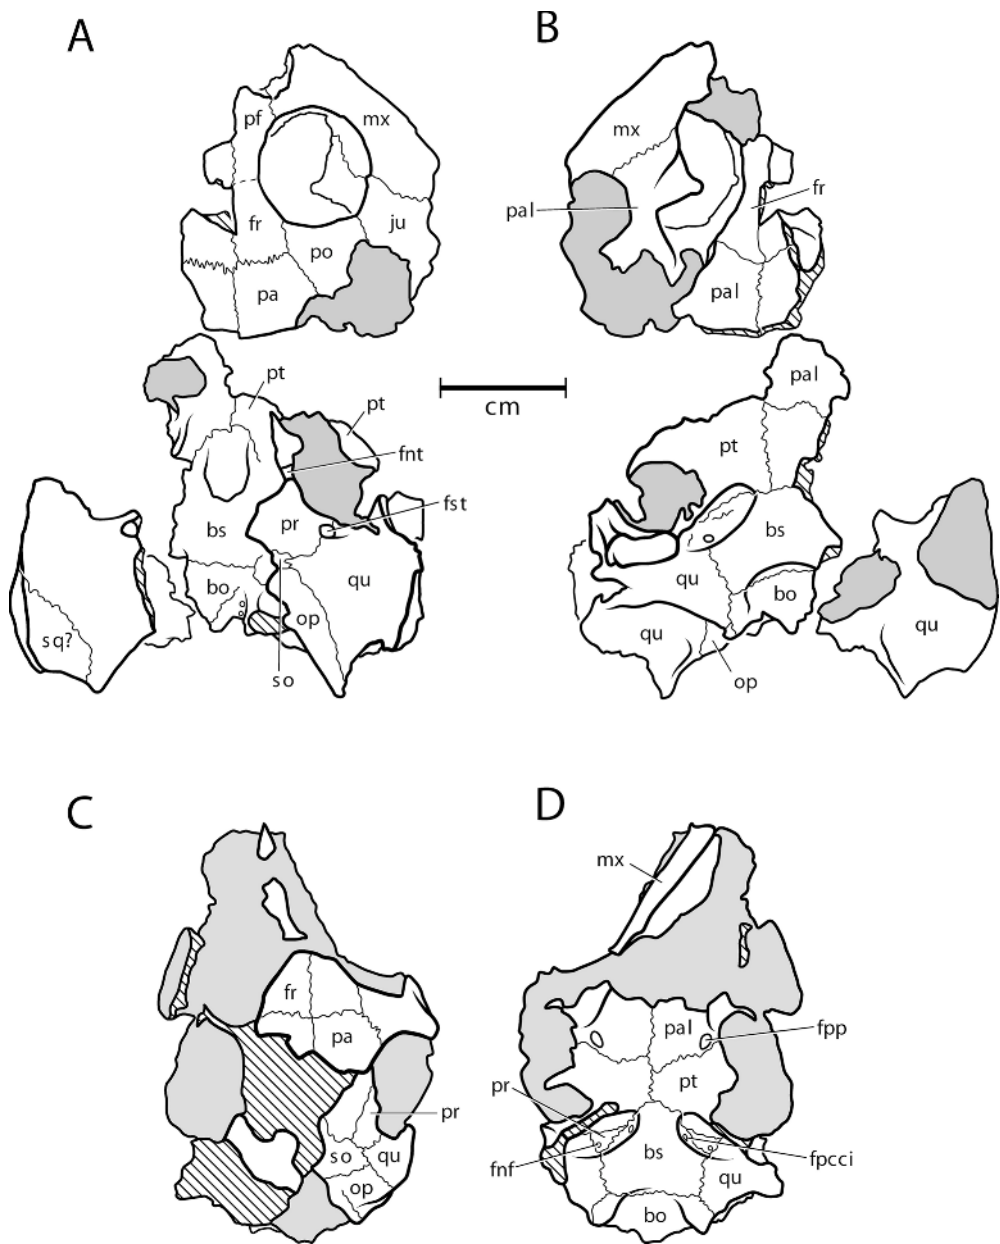 A
B
pf
mx
mx
fr
pal
fr
ju
po
pa
pal
pt
pal
cm
pt
pt
fnt
fst
pr
bs
bs
qu
qu
bo
bo
op
sq?
qu
qu
so
op
C
D
mx
fr
pal
fpp
pa
pt
pr
pr
so
qu
bs
fnf
fpcci
qu
op
bo